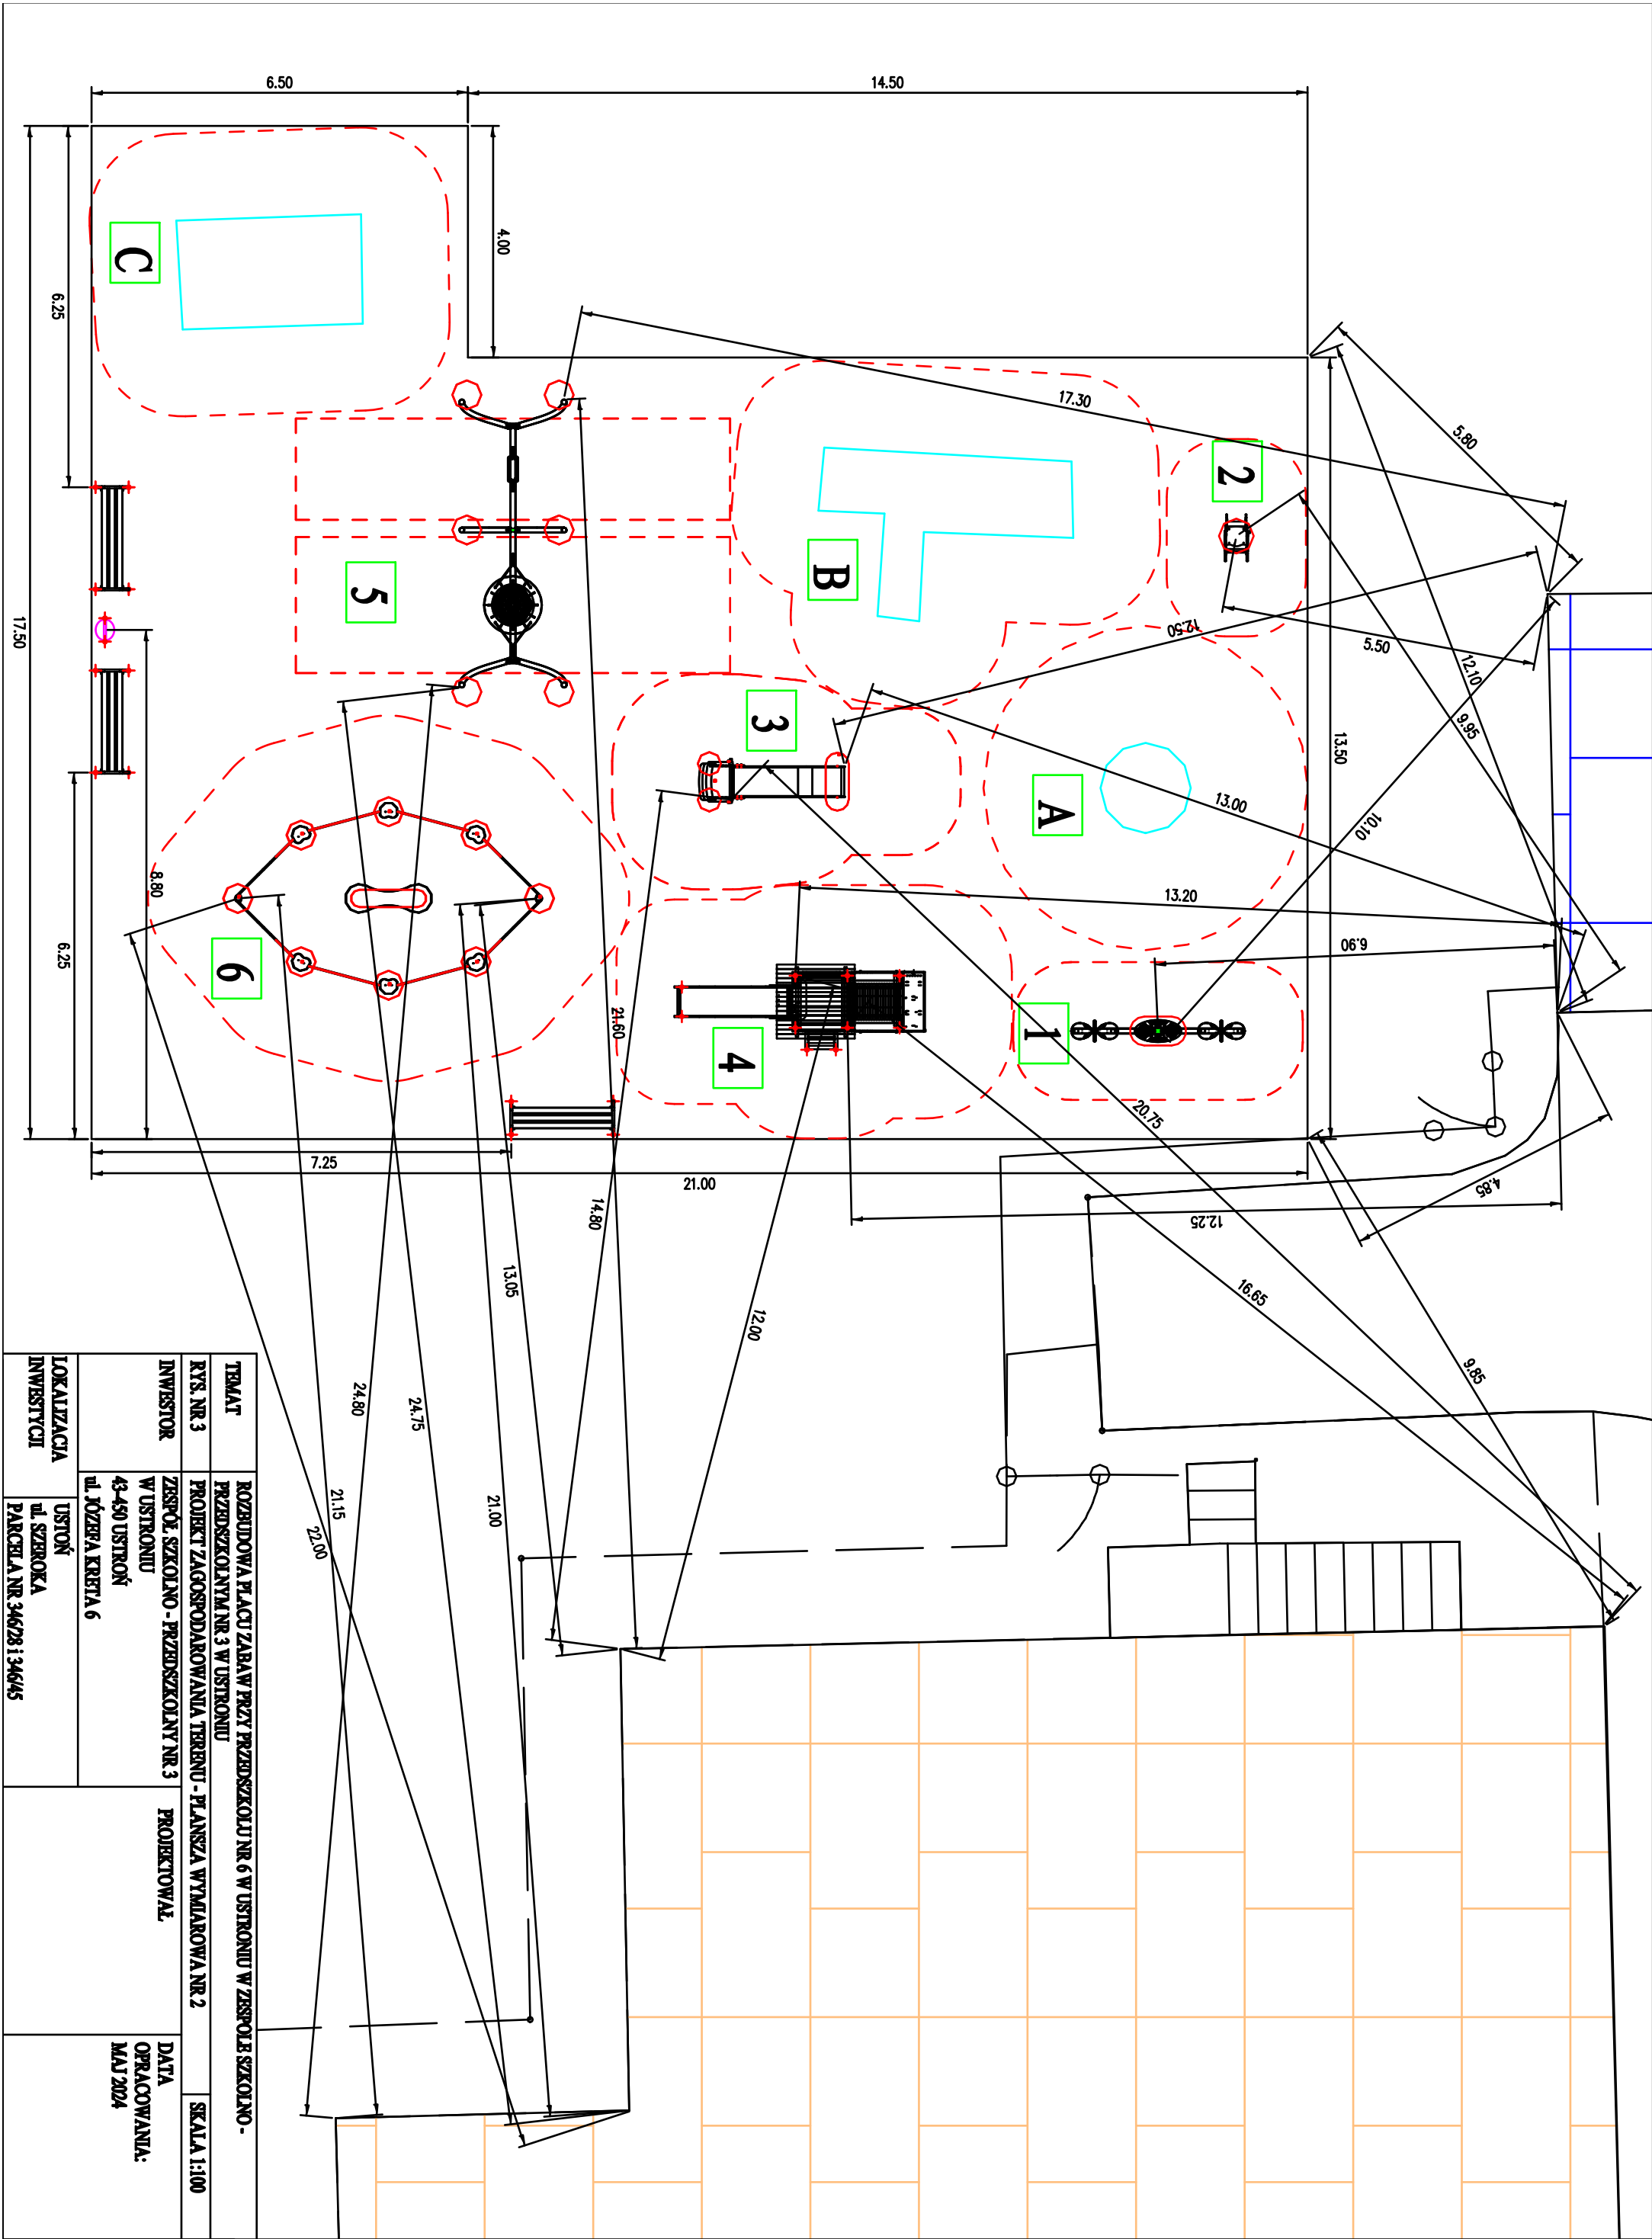 6.50
14.50
4.00
6.25
17.50
17.30
5.80
12.50
5.50
12.10
9.95
13.50
10.10
13.00
13.20
6.90
8.80
6.25
21.60
20.75
7.25
21.00
14.80
4.85
12.25
13.05
12.00
16.65
9.85
24.80
24.75
21.15
22.00
21.00
C
2
B
5
3
A
6
4
1
TEMAT
ROZBUDOWA PLACU ZABAW PRZY PRZEDSZKOLU NR 6 W USTRONIU W ZESPOLE SZKOLNO -
PRZEDSZKOLNYM NR 3 W USTRONIU
RYS. NR 3
PROJEKT ZAGOSPODAROWANIA TERENU - PLANSZA WYMIAROWA NR 2
SKALA 1:100
INWESTOR
ZESPÓŁ SZKOLNO - PRZEDSZKOLNY NR 3
W USTRONIU
43-450 USTROŃ
ul. JÓZEFA KRETA 6
PROJEKTOWAŁ
DATA
OPRACOWANIA:
MAJ 2024
LOKALIZACJA
INWESTYCJI
USTOŃ
ul. SZEROKA
PARCELA NR 346/28 i 346/45